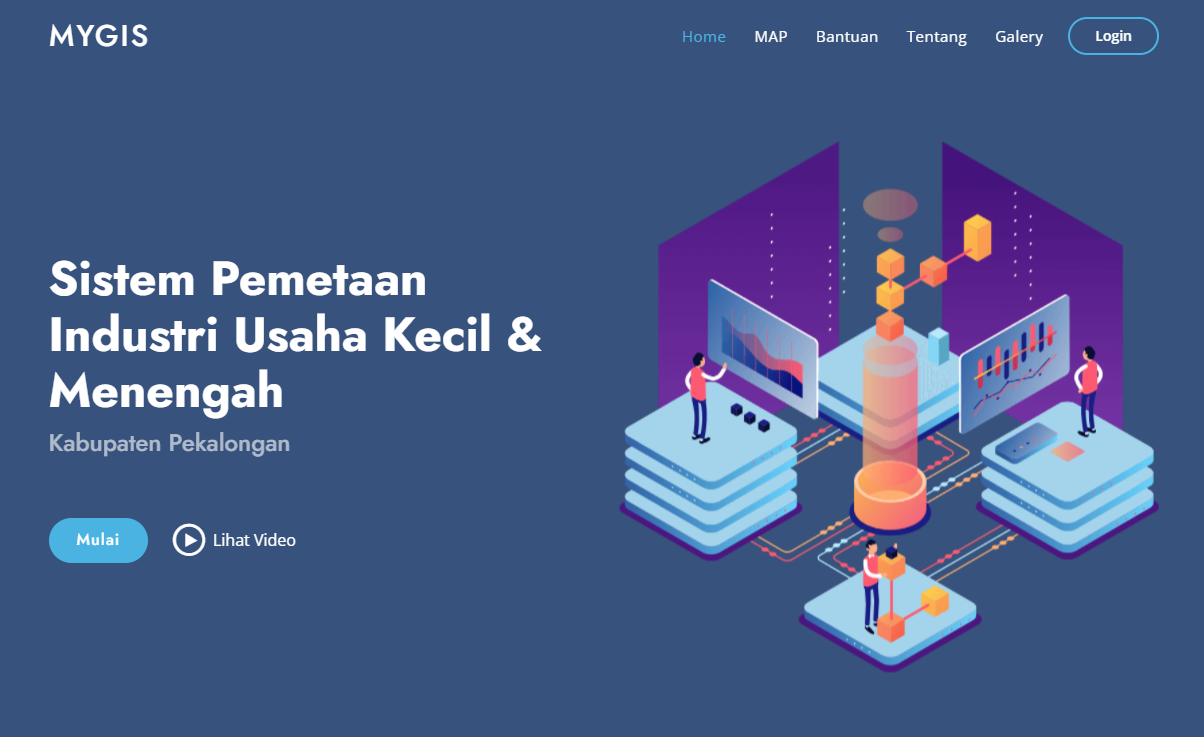 MYGIS
Home MAP Bantuan Tentang Galery Login
Sistem Pemetaan
Industri Usaha Kecil &
Menengah
Kabupaten Pekalongan
Mulai Lihat Video